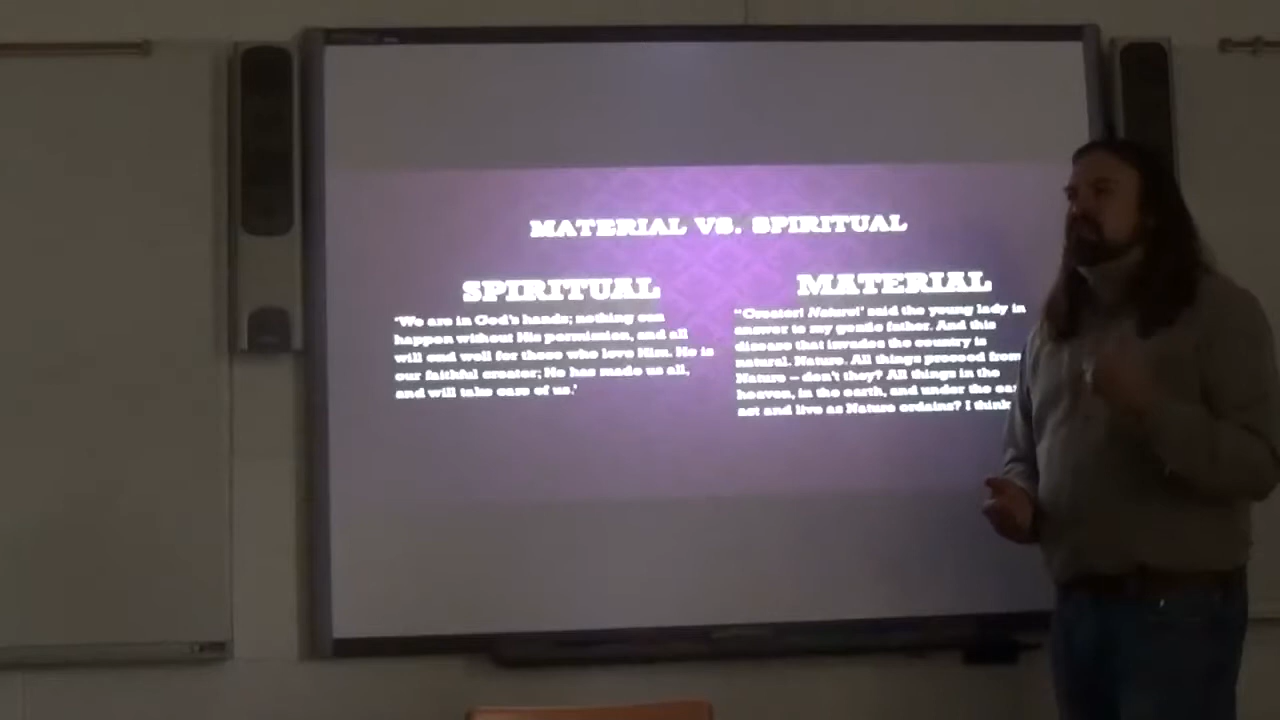 MATERIAL VS. SPIRITUAL
SPIRITUAL
'We are in God's hands; nothing can
happen without His permission, and all
will end well for those who love Him. He is
our faithful creator; He has made us all,
and will take care of us.'
MATERIAL
"Creator! Nature!' said the young lady in
answer to my gentle father. And this
disease that invades the country is
natural. Nature. All things proceed from
Nature – don't they? All things in the
heaven, in the earth, and under the
act and live as Nature ordains? I think